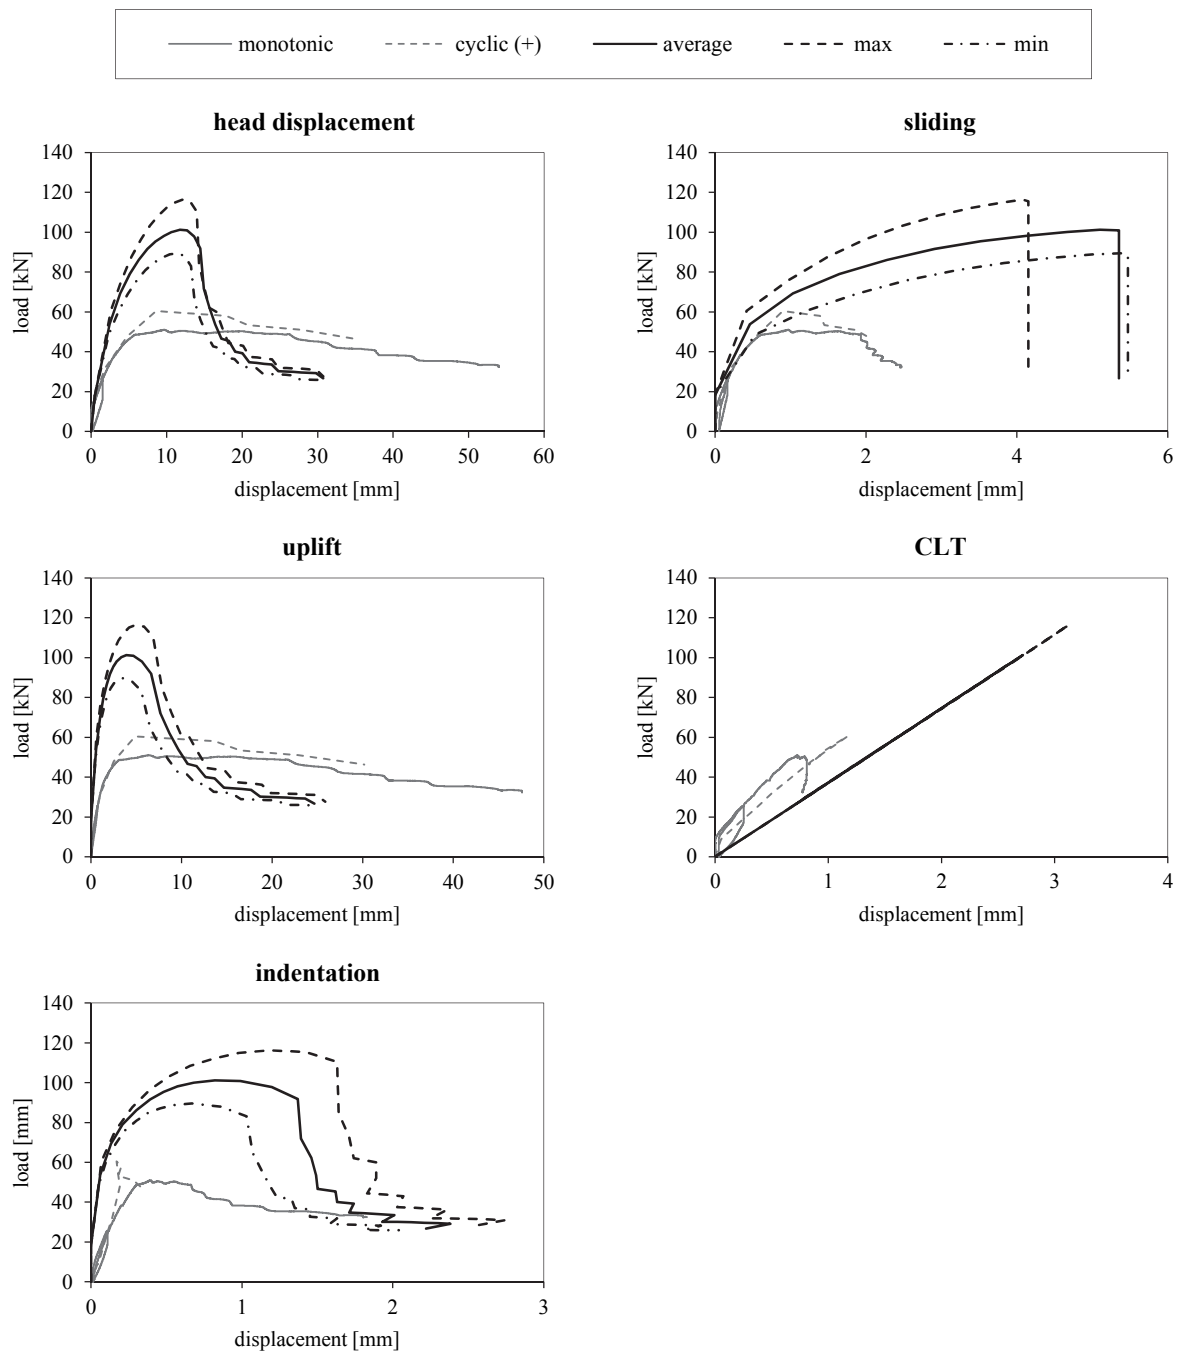 monotonic cyclic (+) average max min
head displacement
140
120
100
80
60
40
20
0
load [kN]
0 10 20 30 40 50 60
displacement [mm]
sliding
140
120
100
80
60
40
20
0
load [kN]
0 2 4 6
displacement [mm]
uplift
140
120
100
80
60
40
20
0
load [kN]
0 10 20 30 40 50
displacement [mm]
CLT
140
120
100
80
60
40
20
0
load [kN]
0 1 2 3 4
displacement [mm]
indentation
140
120
100
80
60
40
20
0
load [mm]
0 1 2 3
displacement [mm]